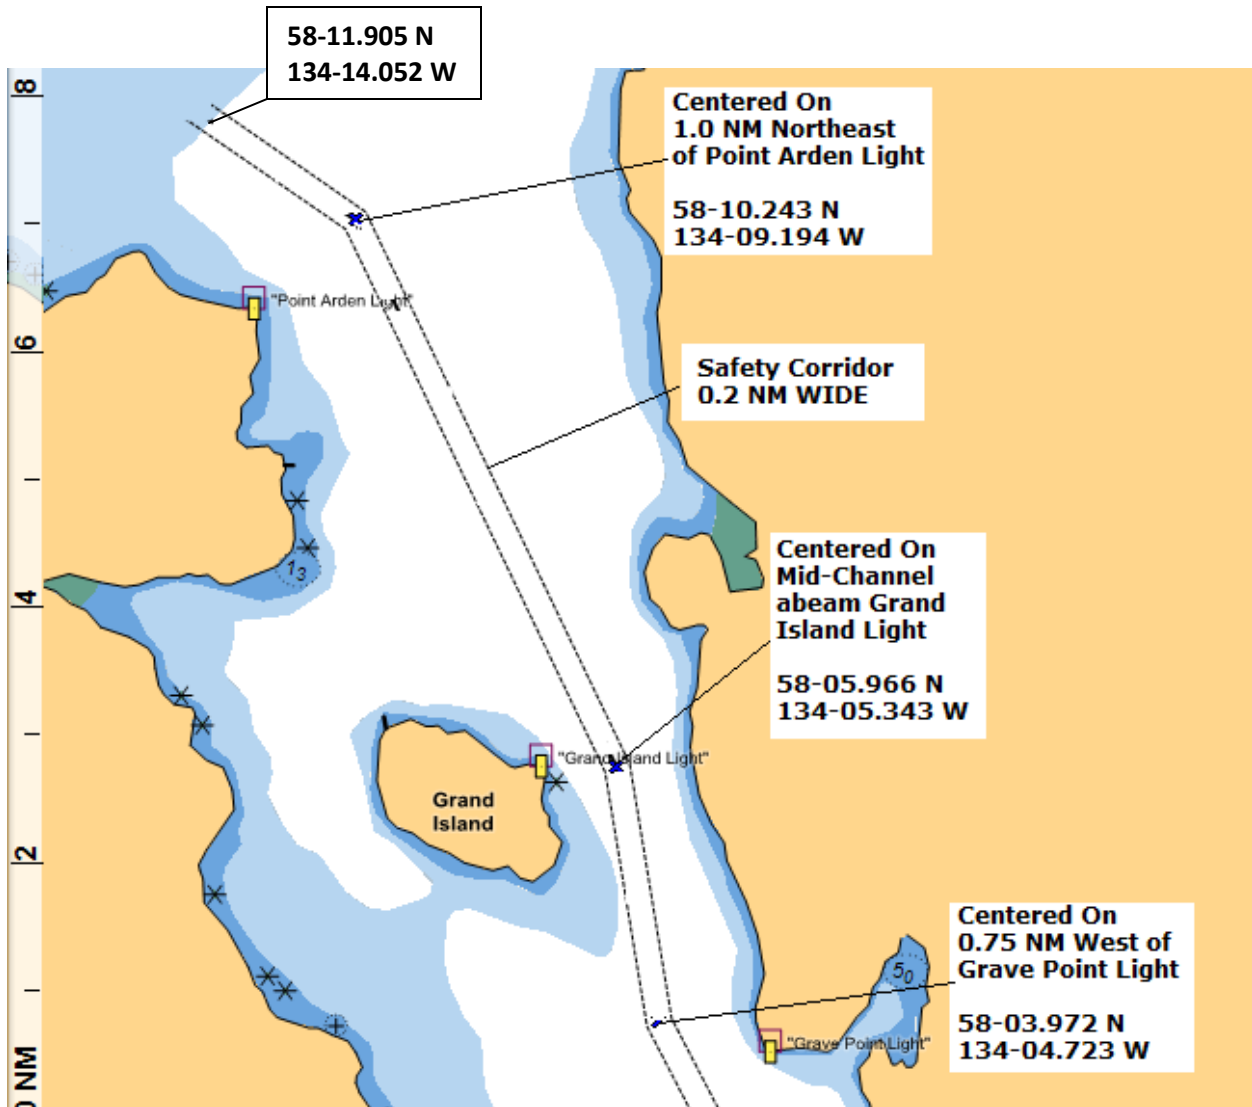 58-11.905 N
134-14.052 W
Centered On
1.0 NM Northeast
of Point Arden Light
58-10.243 N
134-09.194 W
8
"Point Arden Light"
6
Safety Corridor
0.2 NM WIDE
13
4
Centered On
Mid-Channel
abeam Grand
Island Light
58-05.966 N
134-05.343 W
"Grand Island Light"
Grand
Island
2
Centered On
0.75 NM West of
Grave Point Light
58-03.972 N
134-04.723 W
50
"Grave Point Light"
0 NM